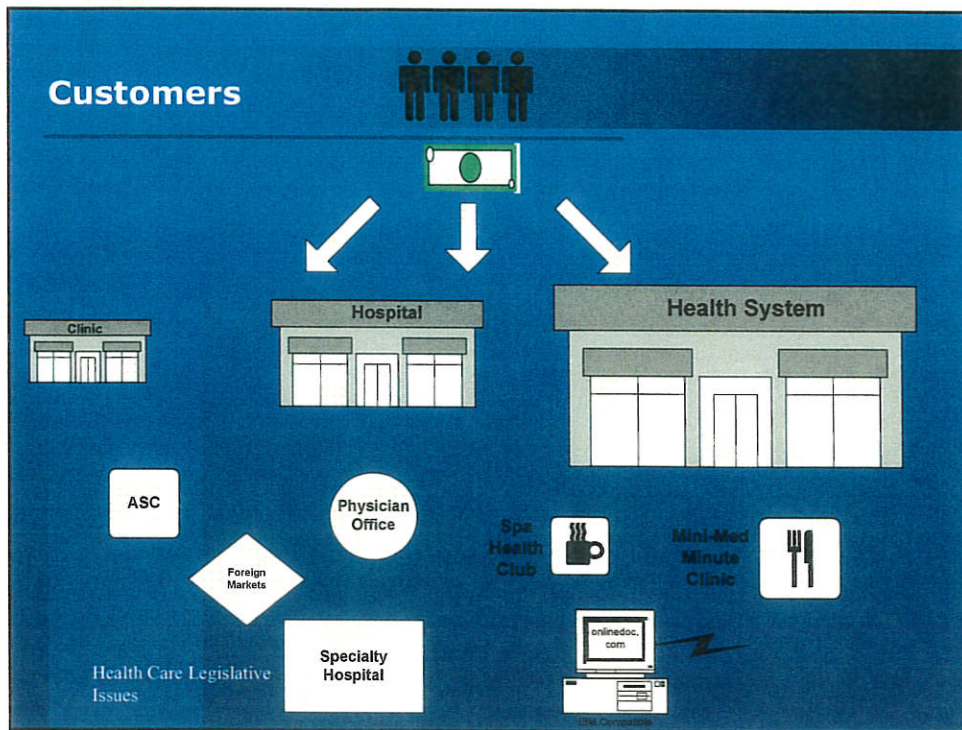 Customers
Clinic
Hospital
Health System
ASC
Physician
Office
Spa
Health
Club
Mini-Med
Minute
Clinic
Foreign
Markets
Specialty
Hospital
onlinedoc.
com
IBM Compatible
Health Care Legislative
Issues